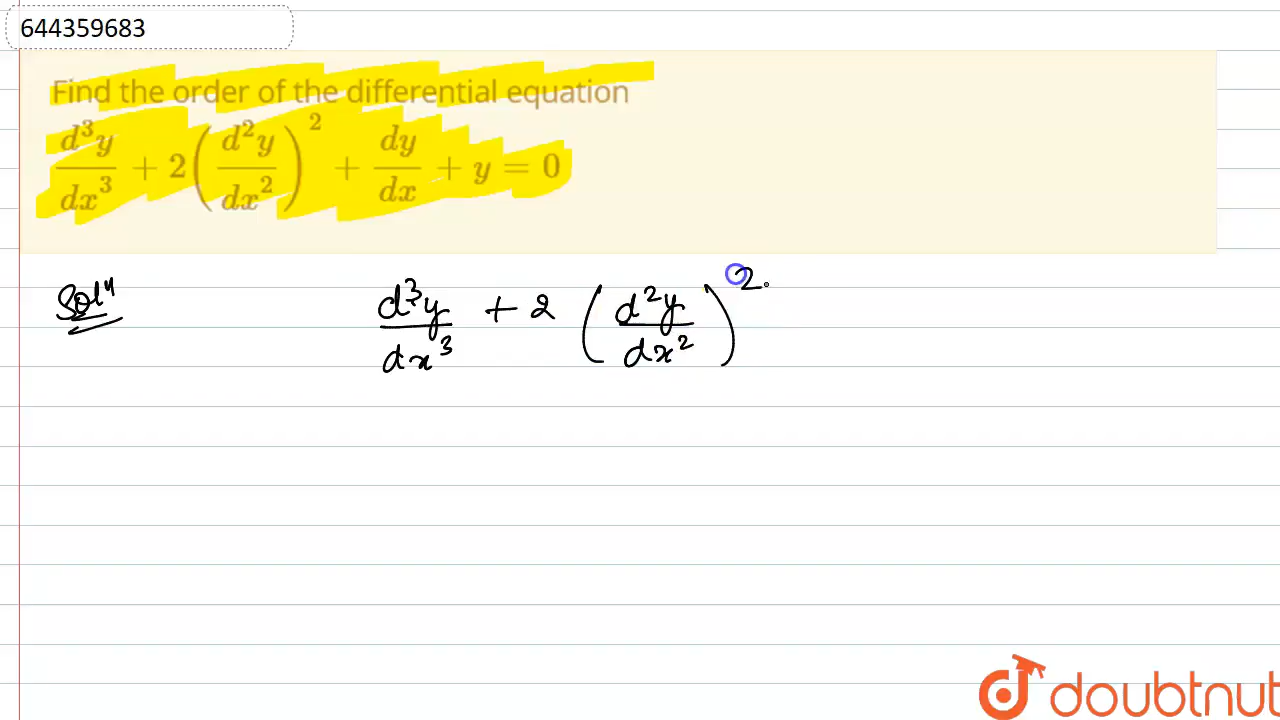 644359683
Find the order of the differential equation
d³y/dx³ + 2(d²y/dx²)² + dy/dx + y = 0
Solⁿ d³y/dx³ + 2 (d²y/dx²)².
doubtnut